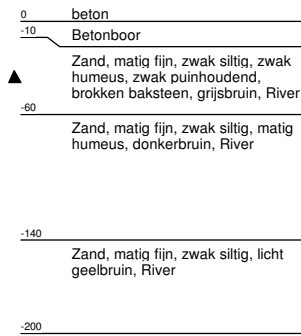 0 beton
-10 Betonboor
Zand, matig fijn, zwak siltig, zwak
humeus, zwak puinhoudend,
brokken baksteen, grijsbruin, River
-60
Zand, matig fijn, zwak siltig, matig
humeus, donkerbruin, River
-140
Zand, matig fijn, zwak siltig, licht
geelbruin, River
-200